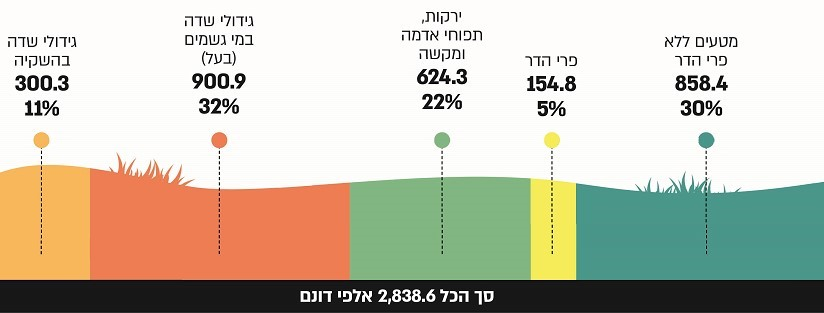 מטעים ללא
פרי הדר
858.4
30%
פרי הדר
154.8
5%
ירקות,
תפוחי אדמה
ומקשה
624.3
22%
גידולי שדה
במי גשמים
(בעל)
900.9
32%
גידולי שדה
בהשקיה
300.3
11%
סך הכל 2,838.6 אלפי דונם